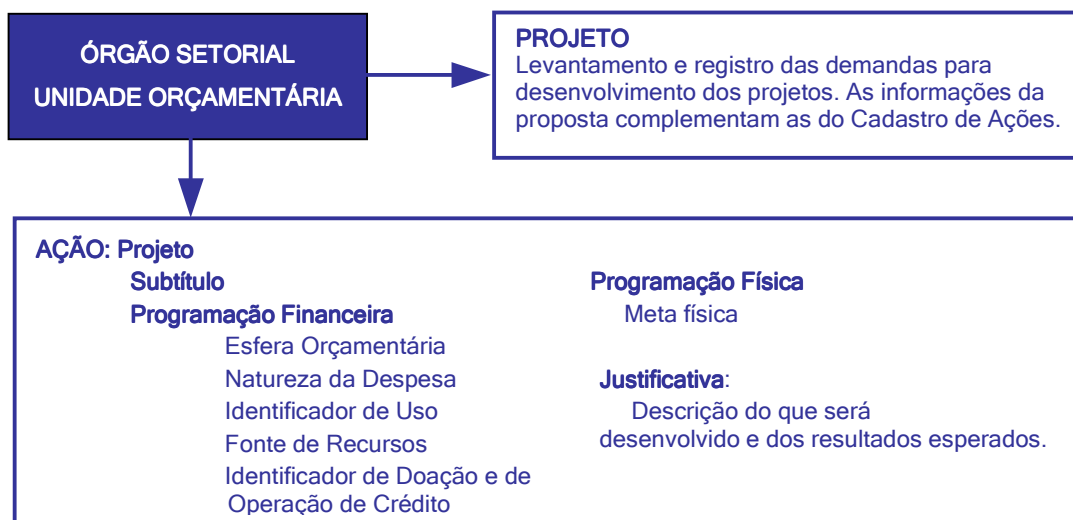 ÓRGÃO SETORIAL
UNIDADE ORÇAMENTÁRIA
PROJETO
Levantamento e registro das demandas para
desenvolvimento dos projetos. As informações da
proposta complementam as do Cadastro de Ações.
AÇÃO: Projeto
Subtítulo
Programação Financeira
Esfera Orçamentária
Natureza da Despesa
Identificador de Uso
Fonte de Recursos
Identificador de Doação e de
Operação de Crédito
Programação Física
Meta física
Justificativa:
Descrição do que será
desenvolvido e dos resultados esperados.